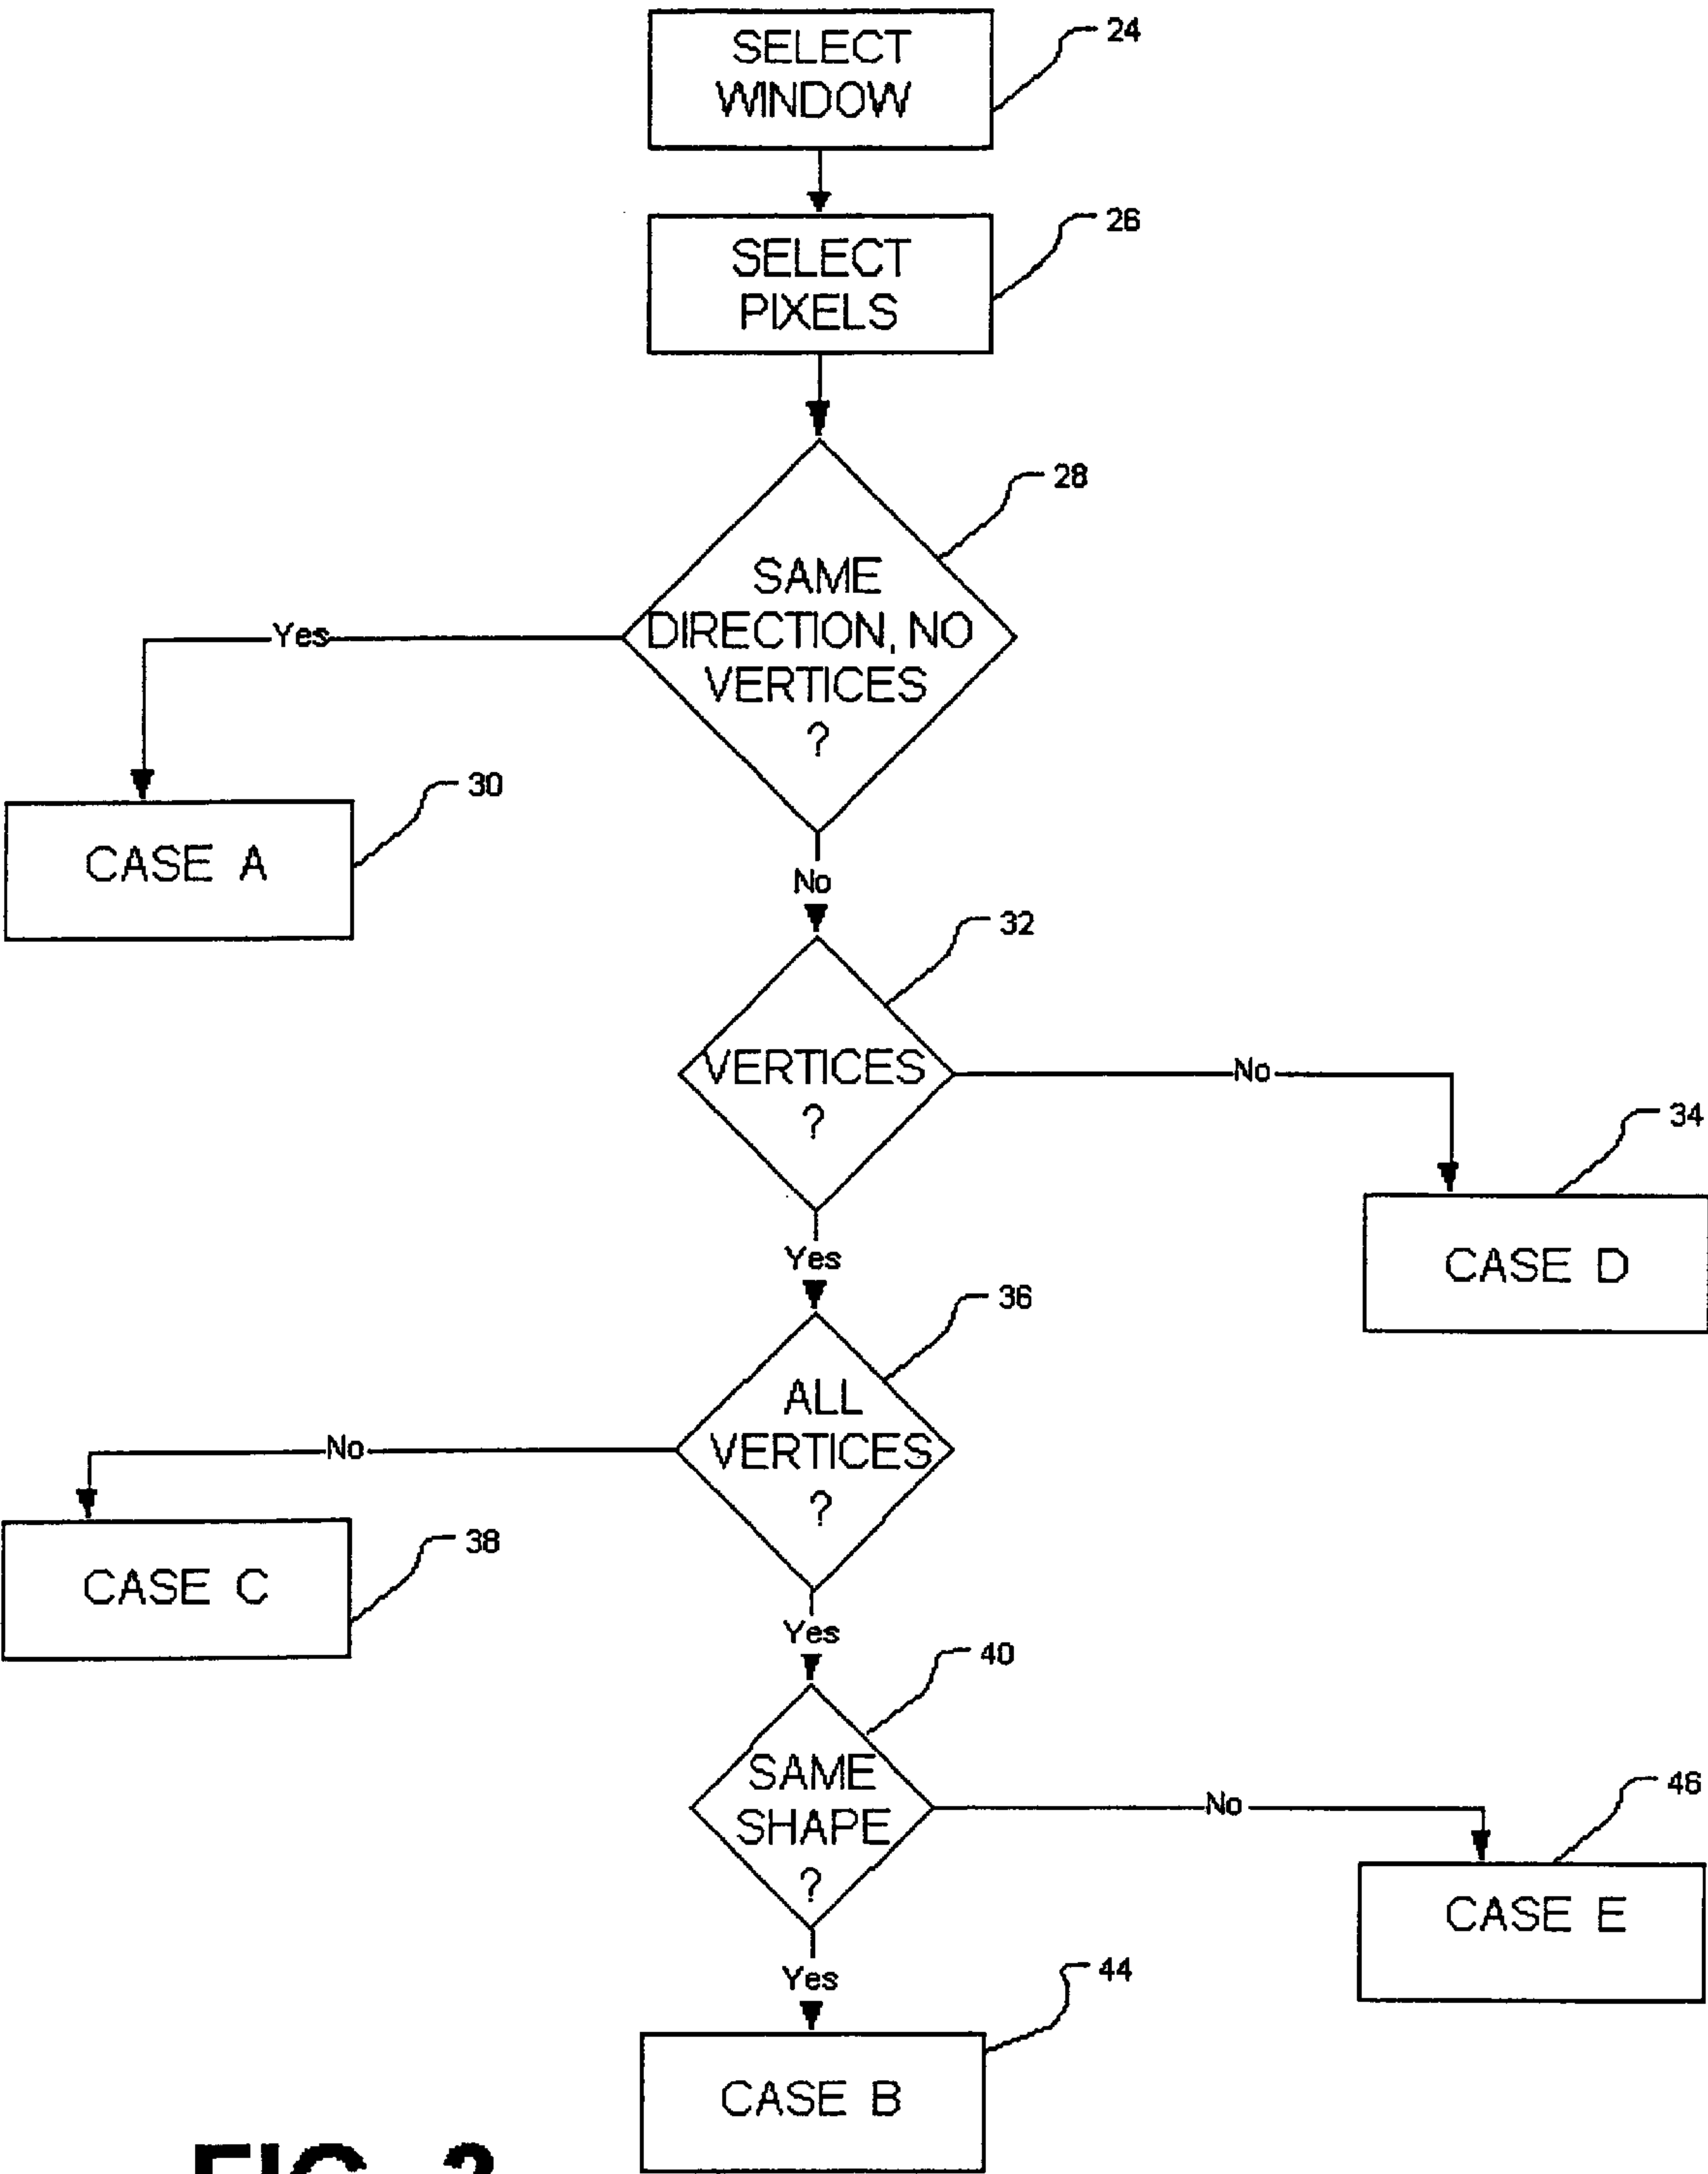 SELECT
WINDOW
24
SELECT
PIXELS
26
SAME
DIRECTION, NO
VERTICES
?
28
Yes
CASE A
30
No
VERTICES
?
32
No
CASE D
34
Yes
ALL
VERTICES
?
36
No
CASE C
38
Yes
SAME
SHAPE
?
40
No
CASE E
46
Yes
CASE B
44